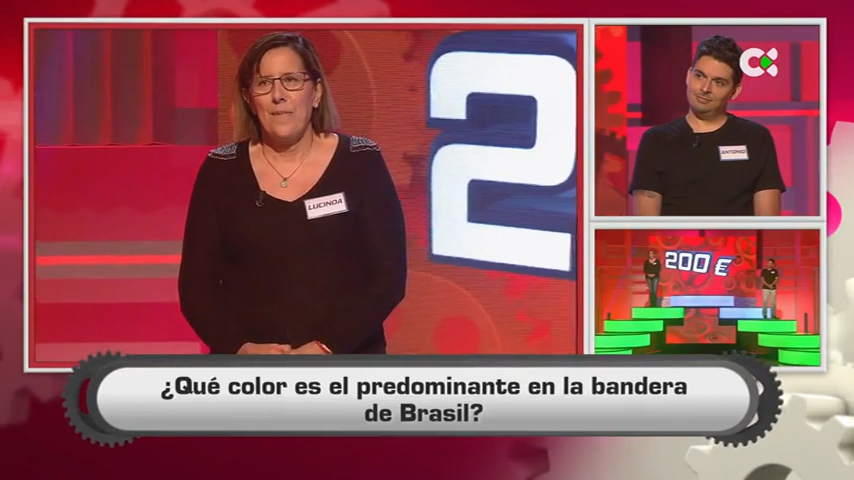 2
LUCINDA
ANTONIO
200 €
¿Qué color es el predominante en la bandera
de Brasil?